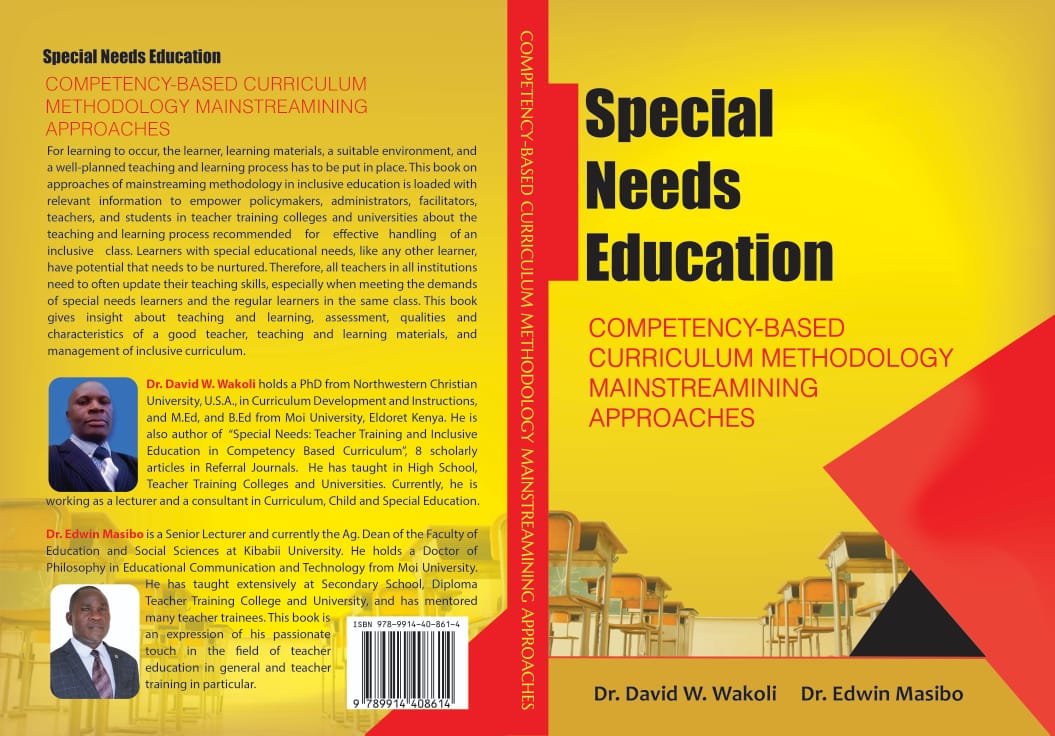 Special Needs Education
COMPETENCY-BASED CURRICULUM
METHODOLOGY MAINSTREAMINING
APPROACHES
For learning to occur, the learner, learning materials, a suitable environment, and
a well-planned teaching and learning process has to be put in place. This book on
approaches of mainstreaming methodology in inclusive education is loaded with
relevant information to empower policymakers, administrators, facilitators,
teachers, and students in teacher training colleges and universities about the
teaching and learning process recommended for effective handling of an
inclusive class. Learners with special educational needs, like any other learner,
have potential that needs to be nurtured. Therefore, all teachers in all institutions
need to often update their teaching skills, especially when meeting the demands
of special needs learners and the regular learners in the same class. This book
gives insight about teaching and learning, assessment, qualities and
characteristics of a good teacher, teaching and learning materials, and
management of inclusive curriculum.
Dr. David W. Wakoli holds a PhD from Northwestern Christian
University, U.S.A., in Curriculum Development and Instructions,
and M.Ed, and B.Ed from Moi University, Eldoret Kenya. He is
also author of "Special Needs: Teacher Training and Inclusive
Education in Competency Based Curriculum", 8 scholarly
articles in Referral Journals. He has taught in High School,
Teacher Training Colleges and Universities. Currently, he is
working as a lecturer and a consultant in Curriculum, Child and Special Education.
Dr. Edwin Masibo is a Senior Lecturer and currently the Ag. Dean of the Faculty of
Education and Social Sciences at Kibabii University. He holds a Doctor of
Philosophy in Educational Communication and Technology from Moi University.
He has taught extensively at Secondary School, Diploma
Teacher Training College and University, and has mentored
many teacher trainees. This book is
an expression of his passionate
touch in the field of teacher
education in general and teacher
training in particular.
ISBN 978-9914-40-861-4
9 789914 408614
COMPETENCY-BASED CURRICULUM METHODOLOGY MAINSTREAMINING APPROACHES
Special
Needs
Education
COMPETENCY-BASED
CURRICULUM METHODOLOGY
MAINSTREAMINING
APPROACHES
Dr. David W. Wakoli Dr. Edwin Masibo